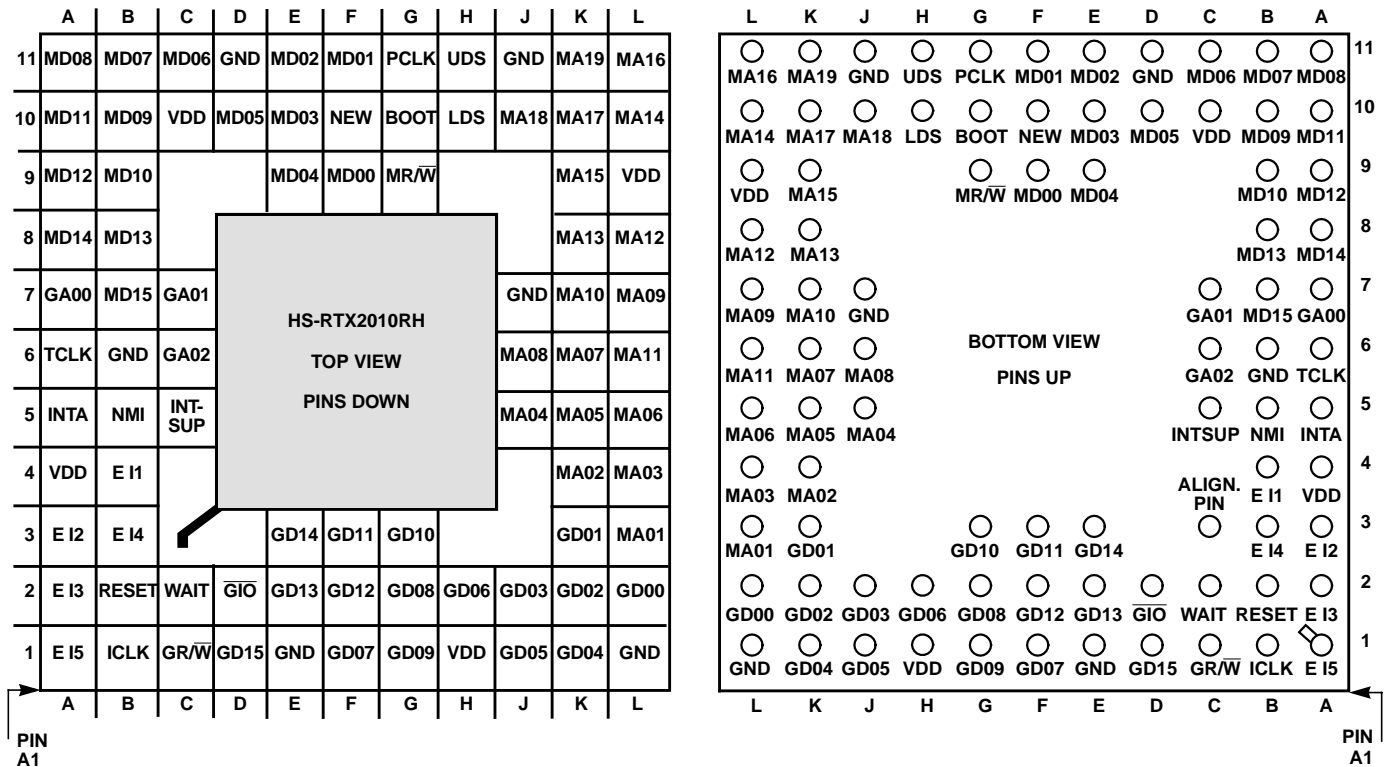 A B C D E F G H J K L
11 MD08 MD07 MD06 GND MD02 MD01 PCLK UDS GND MA19 MA16
10 MD11 MD09 VDD MD05 MD03 NEW BOOT LDS MA18 MA17 MA14
9 MD12 MD10 MD04 MD00 MR/W̅ MA15 VDD
8 MD14 MD13 MA13 MA12
7 GA00 MD15 GA01 GND MA10 MA09
HS-RTX2010RH
6 TCLK GND GA02 TOP VIEW MA08 MA07 MA11
5 INTA NMI INT-SUP PINS DOWN MA04 MA05 MA06
4 VDD E I1 MA02 MA03
3 E I2 E I4 GD14 GD11 GD10 GD01 MA01
2 E I3 RESET WAIT G̅I̅O̅ GD13 GD12 GD08 GD06 GD03 GD02 GD00
1 E I5 ICLK GR/W̅ GD15 GND GD07 GD09 VDD GD05 GD04 GND
A B C D E F G H J K L
PIN
A1
L K J H G F E D C B A
11
MA16 MA19 GND UDS PCLK MD01 MD02 GND MD06 MD07 MD08
10
MA14 MA17 MA18 LDS BOOT NEW MD03 MD05 VDD MD09 MD11
9
VDD MA15 MR/W̅ MD00 MD04 MD10 MD12
8
MA12 MA13 MD13 MD14
7
MA09 MA10 GND GA01 MD15 GA00
BOTTOM VIEW
6
MA11 MA07 MA08 PINS UP GA02 GND TCLK
5
MA06 MA05 MA04 INTSUP NMI INTA
4
MA03 MA02 E I1 VDD
ALIGN.
PIN
3
MA01 GD01 GD10 GD11 GD14 E I4 E I2
2
GD00 GD02 GD03 GD06 GD08 GD12 GD13 G̅I̅O̅ WAIT RESET E I3
1
GND GD04 GD05 VDD GD09 GD07 GND GD15 GR/W̅ ICLK E I5
L K J H G F E D C B A
PIN
A1